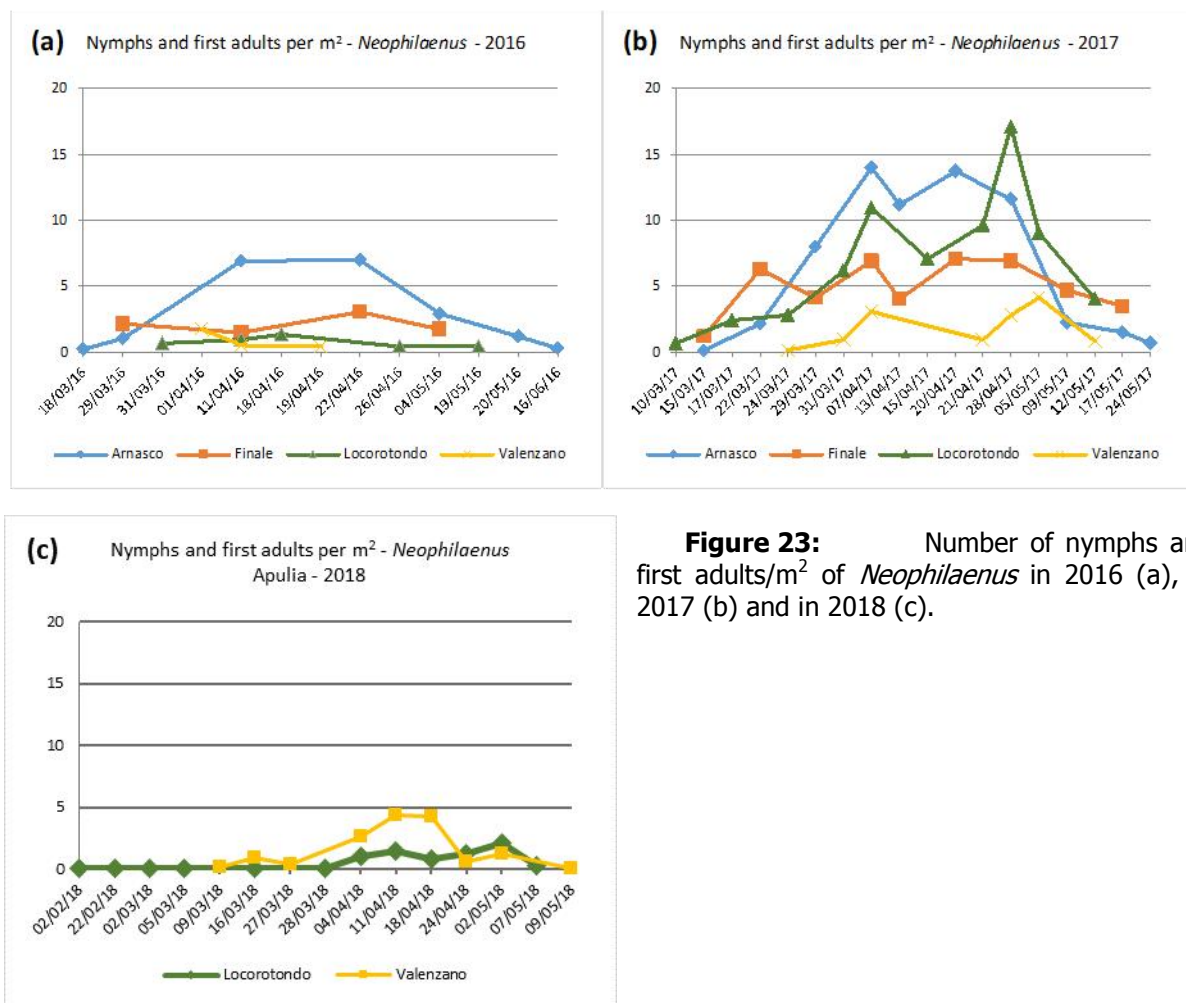 (a) Nymphs and first adults per m² - Neophilaenus - 2016
20
15
10
5
0
18/03/16 29/03/16 31/03/16 01/04/16 11/04/16 18/04/16 19/04/16 22/04/16 26/04/16 04/05/16 19/05/16 20/05/16 16/06/16
Arnasco Finale Locorotondo Valenzano
(b) Nymphs and first adults per m² - Neophilaenus - 2017
20
15
10
5
0
10/03/17 15/03/17 17/03/17 22/03/17 24/03/17 29/03/17 31/03/17 07/04/17 13/04/17 15/04/17 20/04/17 21/04/17 28/04/17 05/05/17 09/05/17 12/05/17 17/05/17 24/05/17
Arnasco Finale Locorotondo Valenzano
(c) Nymphs and first adults per m² - Neophilaenus
Apulia - 2018
20
15
10
5
0
02/02/18 22/02/18 02/03/18 05/03/18 09/03/18 16/03/18 27/03/18 28/03/18 04/04/18 11/04/18 18/04/18 24/04/18 02/05/18 07/05/18 09/05/18
Locorotondo Valenzano
Figure 23: Number of nymphs
first adults/m² of Neophilaenus in 2016 (a),
2017 (b) and in 2018 (c).